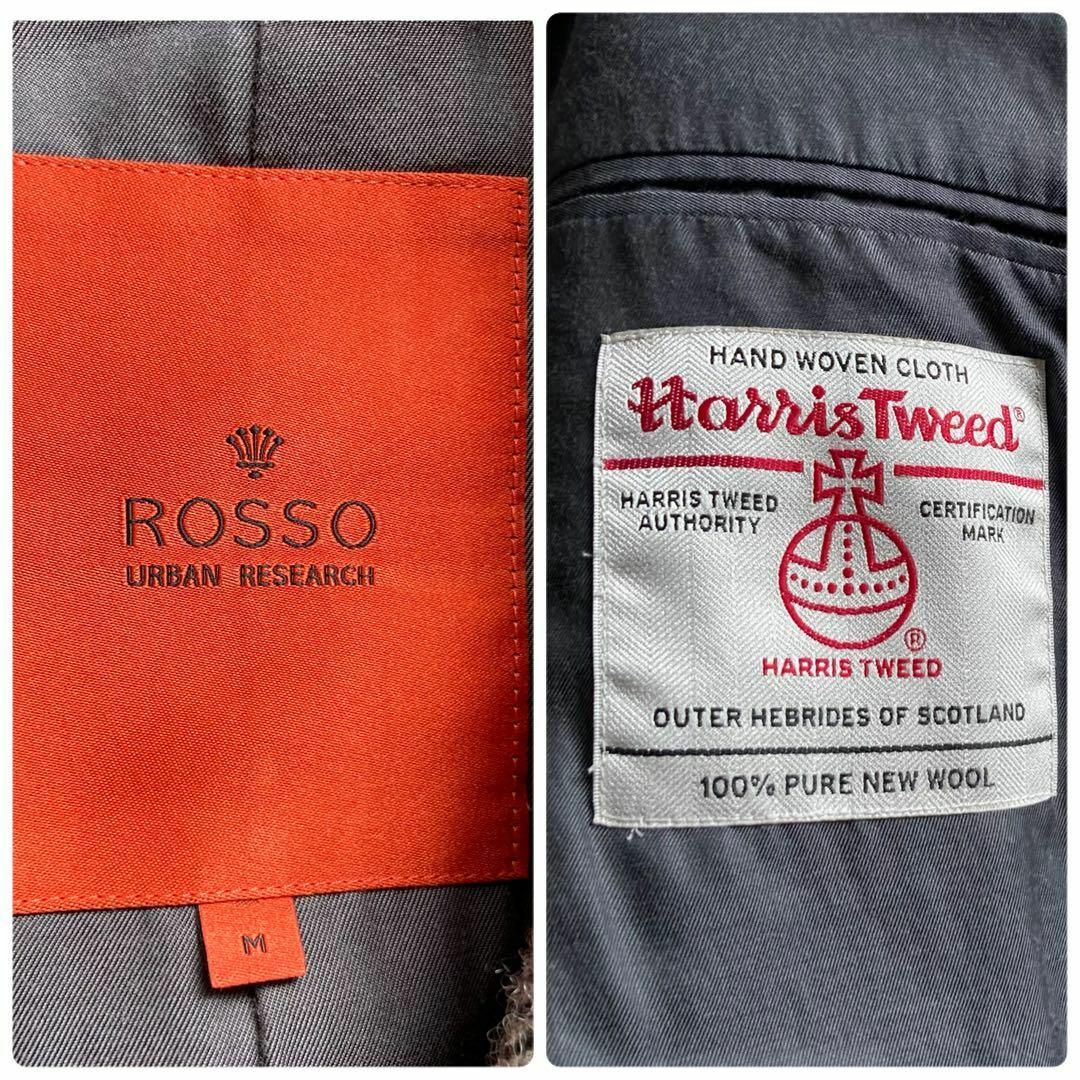 ROSSO
URBAN RESEARCH
M
HAND WOVEN CLOTH
Harris Tweed®
HARRIS TWEED AUTHORITY
CERTIFICATION MARK
®
HARRIS TWEED
OUTER HEBRIDES OF SCOTLAND
100% PURE NEW WOOL